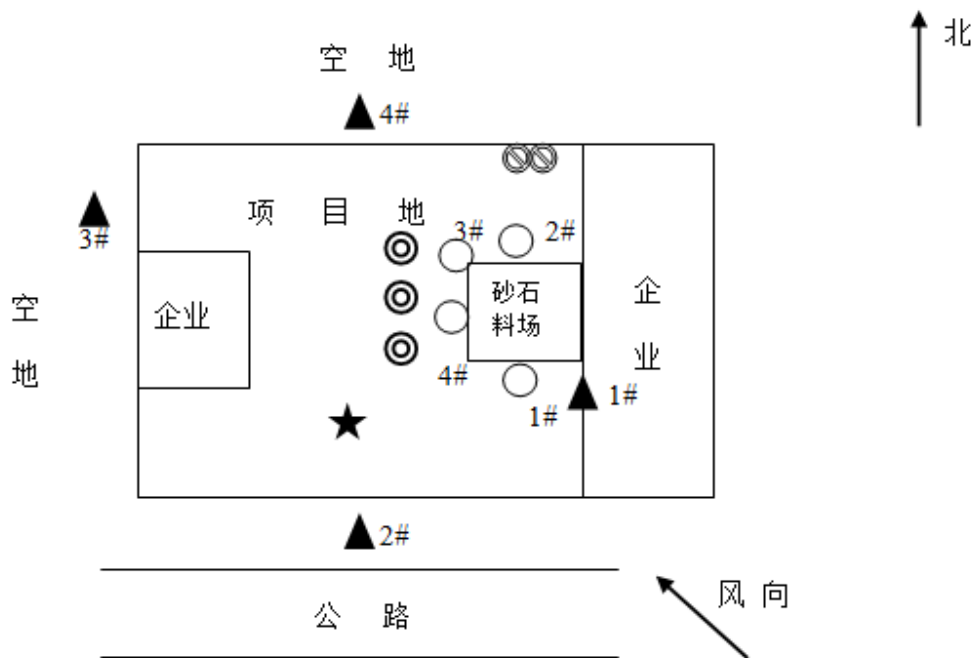 北
空 地
4#
项 目 地
3#
3#
2#
空
地
企业
砂石
料场
企
业
4#
1#
1#
2#
风 向
公 路